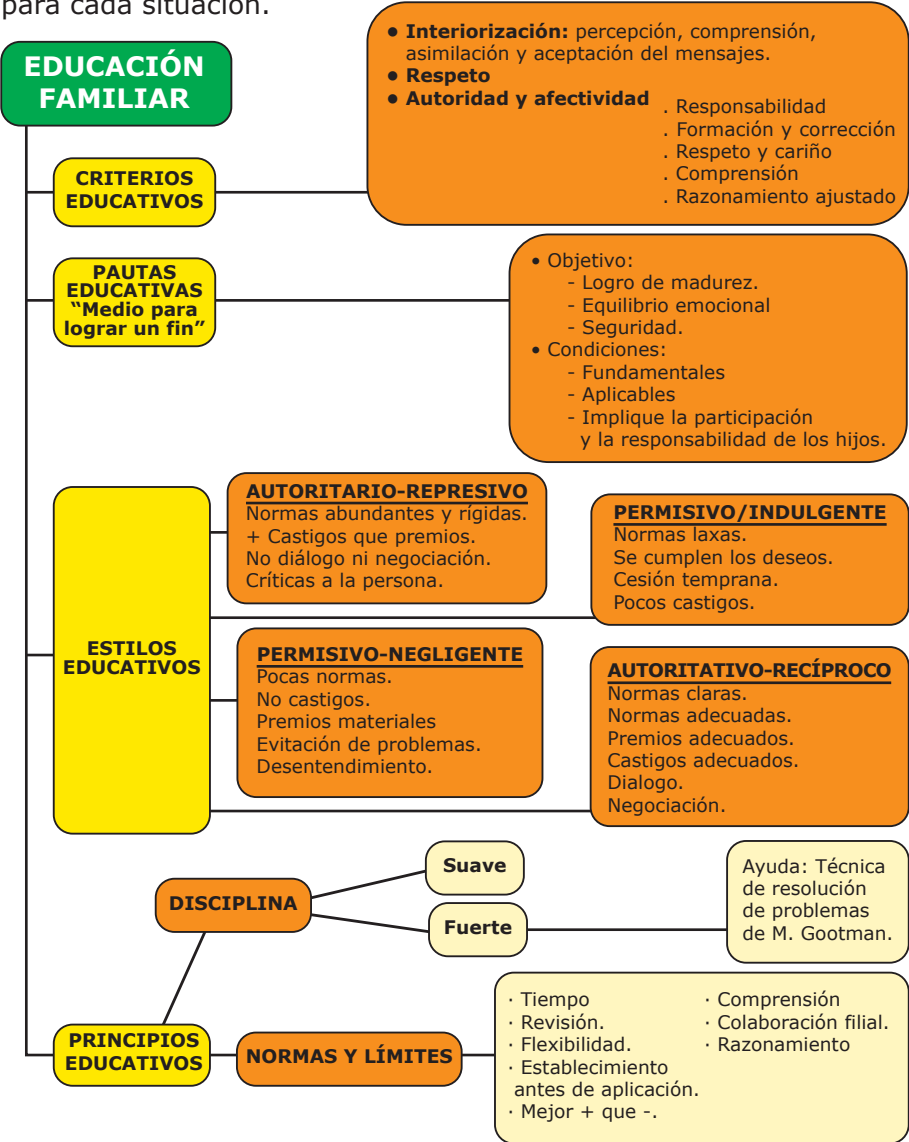 para cada situación.
EDUCACIÓN
FAMILIAR
• Interiorización: percepción, comprensión,
asimilación y aceptación del mensajes.
• Respeto
• Autoridad y afectividad
. Responsabilidad
. Formación y corrección
. Respeto y cariño
. Comprensión
. Razonamiento ajustado
CRITERIOS
EDUCATIVOS
PAUTAS
EDUCATIVAS
“Medio para
lograr un fin”
• Objetivo:
- Logro de madurez.
- Equilibrio emocional
- Seguridad.
• Condiciones:
- Fundamentales
- Aplicables
- Implique la participación
y la responsabilidad de los hijos.
ESTILOS
EDUCATIVOS
AUTORITARIO-REPRESIVO
Normas abundantes y rígidas.
+ Castigos que premios.
No diálogo ni negociación.
Críticas a la persona.
PERMISIVO/INDULGENTE
Normas laxas.
Se cumplen los deseos.
Cesión temprana.
Pocos castigos.
PERMISIVO-NEGLIGENTE
Pocas normas.
No castigos.
Premios materiales
Evitación de problemas.
Desentendimiento.
AUTORITATIVO-RECÍPROCO
Normas claras.
Normas adecuadas.
Premios adecuados.
Castigos adecuados.
Dialogo.
Negociación.
DISCIPLINA
Suave
Fuerte
Ayuda: Técnica
de resolución
de problemas
de M. Gootman.
PRINCIPIOS
EDUCATIVOS
NORMAS Y LÍMITES
· Tiempo
· Revisión.
· Flexibilidad.
· Establecimiento
antes de aplicación.
· Mejor + que -.
· Comprensión
· Colaboración filial.
· Razonamiento